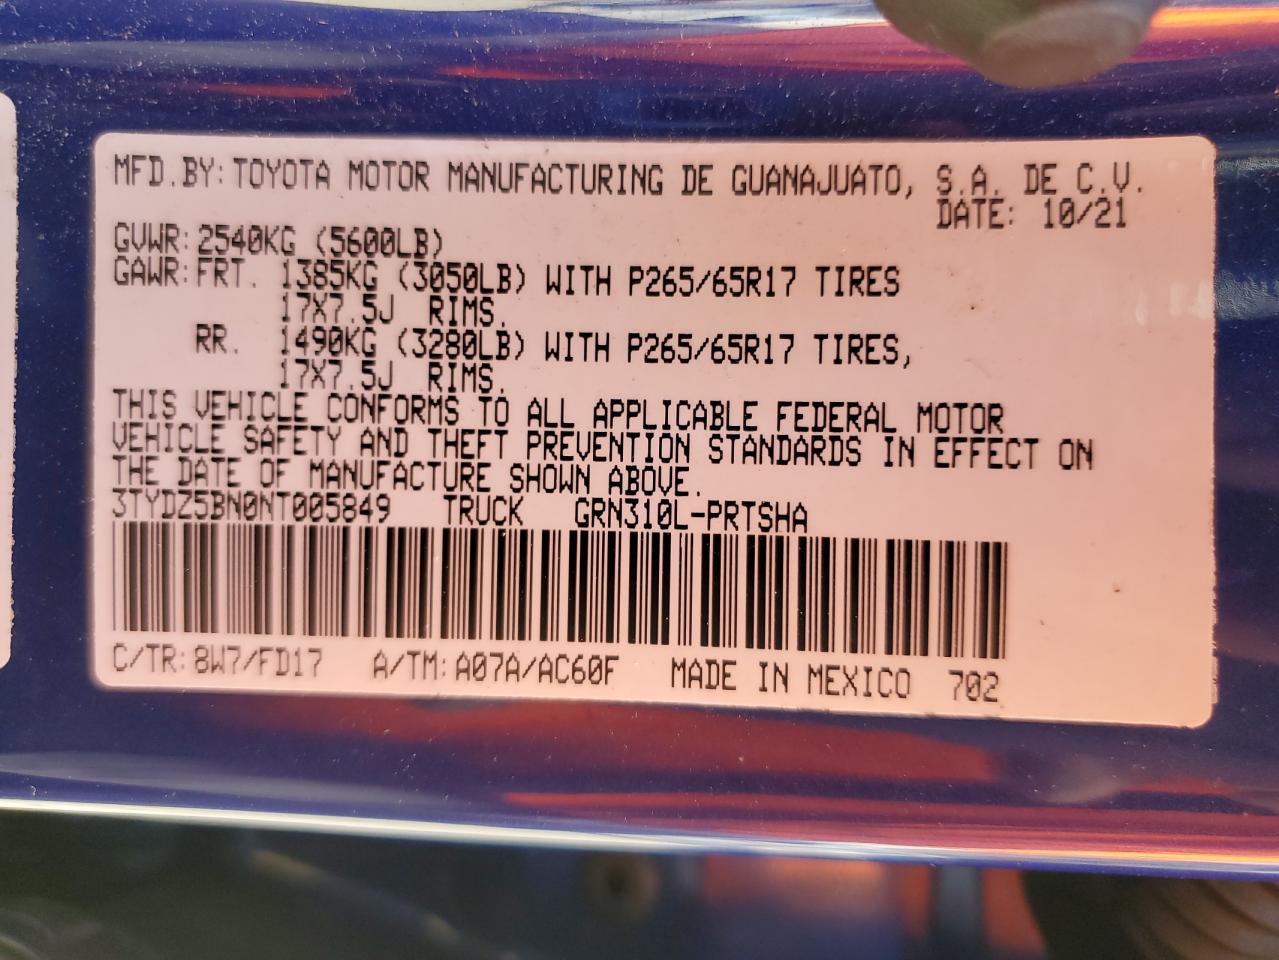 MFD.BY: TOYOTA MOTOR MANUFACTURING DE GUANAJUATO, S.A. DE C.V.
DATE: 10/21
GVWR: 2540KG (5600LB)
GAWR: FRT. 1385KG (3050LB) WITH P265/65R17 TIRES
17X7.5J RIMS.
RR. 1490KG (3280LB) WITH P265/65R17 TIRES,
17X7.5J RIMS.
THIS VEHICLE CONFORMS TO ALL APPLICABLE FEDERAL MOTOR
VEHICLE SAFETY AND THEFT PREVENTION STANDARDS IN EFFECT ON
THE DATE OF MANUFACTURE SHOWN ABOVE.
3TYDZ5BN0NT005849 TRUCK GRN310L-PRTSHA
C/TR: 8W7/FD17 A/TM: A07A/AC60F MADE IN MEXICO 702